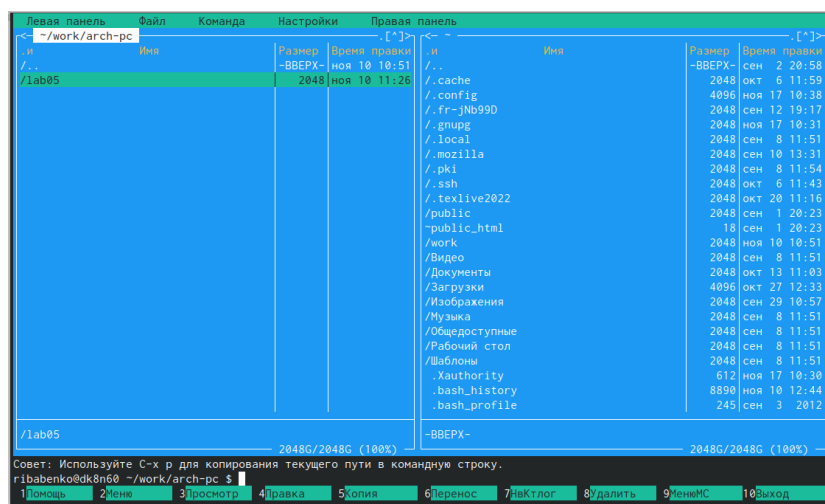 Левая панель Файл Команда Настройки Правая панель
<— ~/work/arch-pc .[^]> <— ~ .[^]>
.и Имя Размер Время правки .и Имя Размер Время правки
/.. -ВВЕРХ- ноя 10 10:51 /.. -ВВЕРХ- сен 2 20:58
/lab05 2048 ноя 10 11:26 /.cache 2048 окт 6 11:59
/.config 4096 ноя 17 10:38
/.fr-jNb99D 2048 сен 12 19:17
/.gnupg 2048 ноя 17 10:31
/.local 2048 сен 8 11:51
/.mozilla 2048 сен 10 13:31
/.pki 2048 сен 8 11:54
/.ssh 2048 окт 6 11:43
/.texlive2022 2048 окт 20 11:16
/public 2048 сен 1 20:23
~public_html 18 сен 1 20:23
/work 2048 ноя 10 10:51
/Видео 2048 сен 8 11:51
/Документы 2048 окт 13 11:03
/Загрузки 4096 окт 27 12:33
/Изображения 2048 сен 29 10:57
/Музыка 2048 сен 8 11:51
/Общедоступные 2048 сен 8 11:51
/Рабочий стол 2048 сен 8 11:51
/Шаблоны 2048 сен 8 11:51
.Xauthority 612 ноя 17 10:30
.bash_history 8890 ноя 10 12:44
.bash_profile 245 сен 3 2012
/lab05 -ВВЕРХ-
2048G/2048G (100%) 2048G/2048G (100%)
Совет: Используйте C-x p для копирования текущего пути в командную строку.
ribabenko@dk8n60 ~/work/arch-pc $
1Помощь 2Меню 3Просмотр 4Правка 5Копия 6Перенос 7НвКтлог 8Удалить 9МенюMC 10Выход